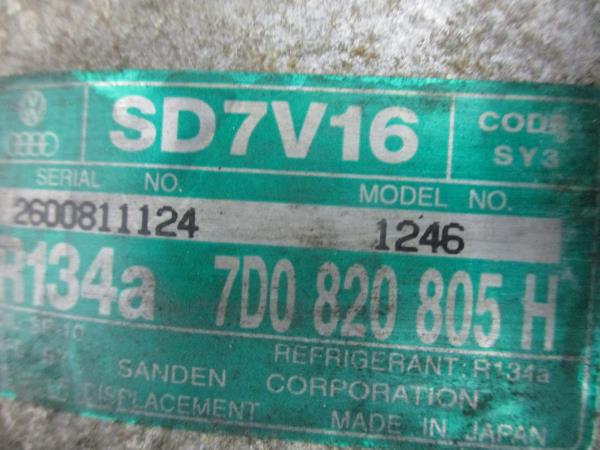 SD7V16
CODE
SY3
SERIAL NO.
MODEL NO.
2600811124
1246
R134a
7D0 820 805 H
REFRIGERANT: R134a
SANDEN CORPORATION
DISPLACEMENT
MADE IN JAPAN